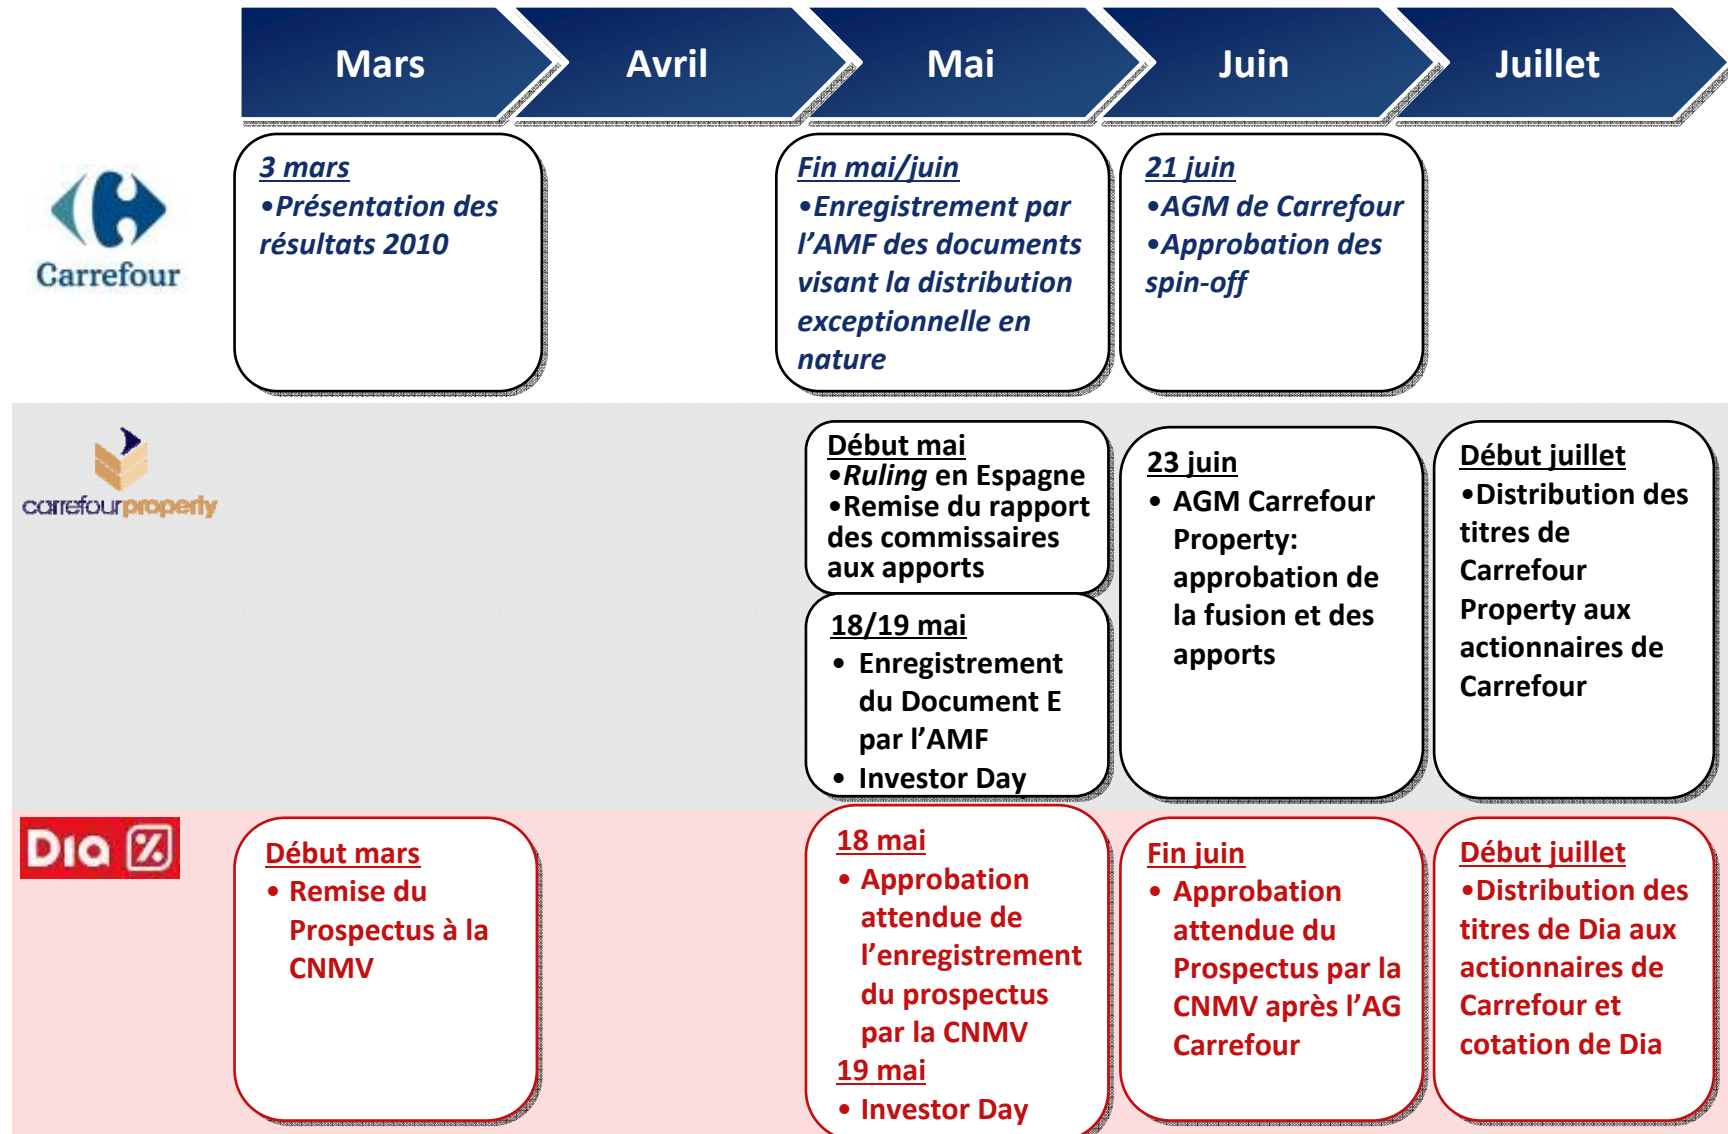 Mars
Avril
Mai
Juin
Juillet
Carrefour
3 mars
•Présentation des
résultats 2010
Fin mai/juin
•Enregistrement par
l’AMF des documents
visant la distribution
exceptionnelle en
nature
21 juin
•AGM de Carrefour
•Approbation des
spin-off
carrefourproperty
Début mai
•Ruling en Espagne
•Remise du rapport
des commissaires
aux apports
18/19 mai
• Enregistrement
du Document E
par l’AMF
• Investor Day
23 juin
• AGM Carrefour
Property:
approbation de
la fusion et des
apports
Début juillet
•Distribution des
titres de
Carrefour
Property aux
actionnaires de
Carrefour
Dia %
Début mars
• Remise du
Prospectus à la
CNMV
18 mai
• Approbation
attendue de
l’enregistrement
du prospectus
par la CNMV
19 mai
• Investor Day
Fin juin
• Approbation
attendue du
Prospectus par la
CNMV après l’AG
Carrefour
Début juillet
•Distribution des
titres de Dia aux
actionnaires de
Carrefour et
cotation de Dia